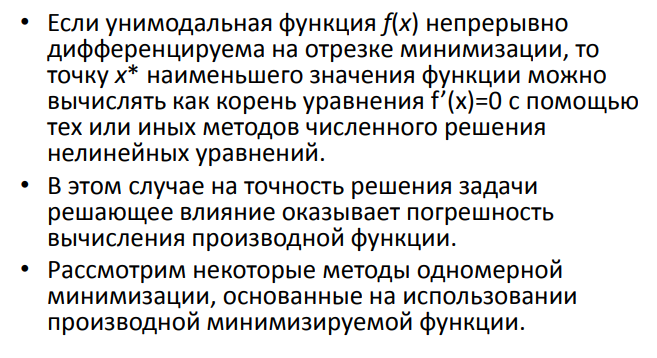 • Если унимодальная функция f(x) непрерывно
дифференцируема на отрезке минимизации, то
точку x* наименьшего значения функции можно
вычислять как корень уравнения f’(x)=0 с помощью
тех или иных методов численного решения
нелинейных уравнений.
• В этом случае на точность решения задачи
решающее влияние оказывает погрешность
вычисления производной функции.
• Рассмотрим некоторые методы одномерной
минимизации, основанные на использовании
производной минимизируемой функции.